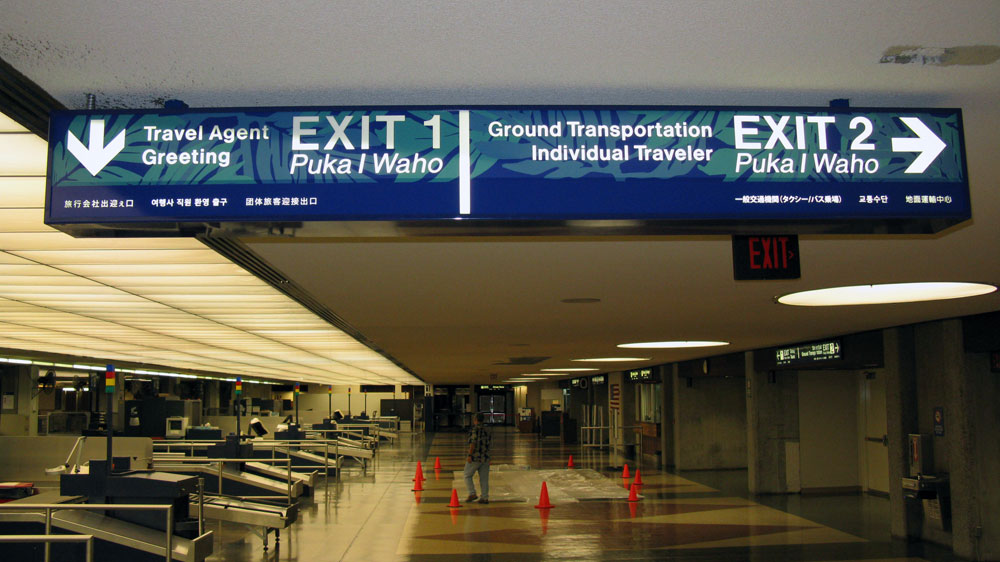 Travel Agent
Greeting
EXIT 1
Puka I Waho
旅行会社出迎え口 여행사 직원 환영 출구 团体旅客迎接出口
Ground Transportation
Individual Traveler
EXIT 2
Puka I Waho
一般交通機関(タクシー/バス乗場) 교통수단 地面運輸中心
EXIT
EXIT
EXIT 2